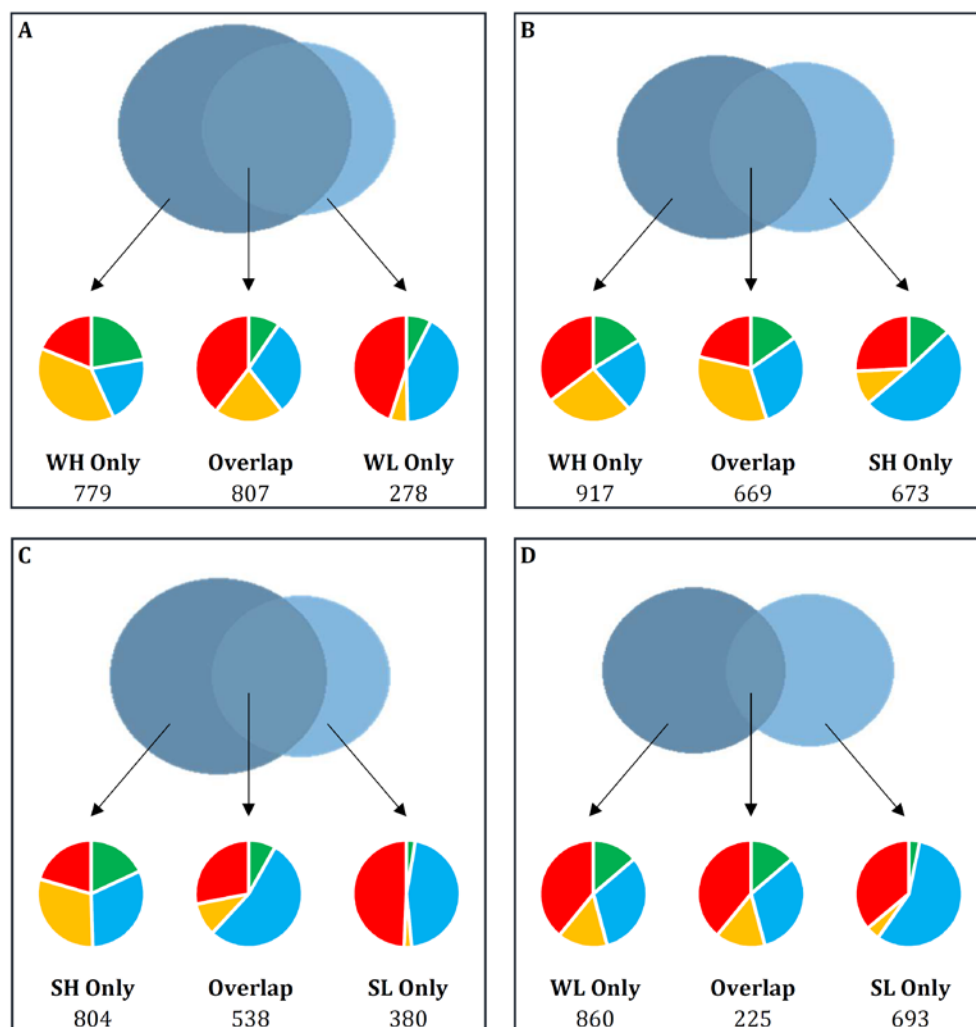 A
WH Only Overlap WL Only
779 807 278
B
WH Only Overlap SH Only
917 669 673
C
SH Only Overlap SL Only
804 538 380
D
WL Only Overlap SL Only
860 225 693